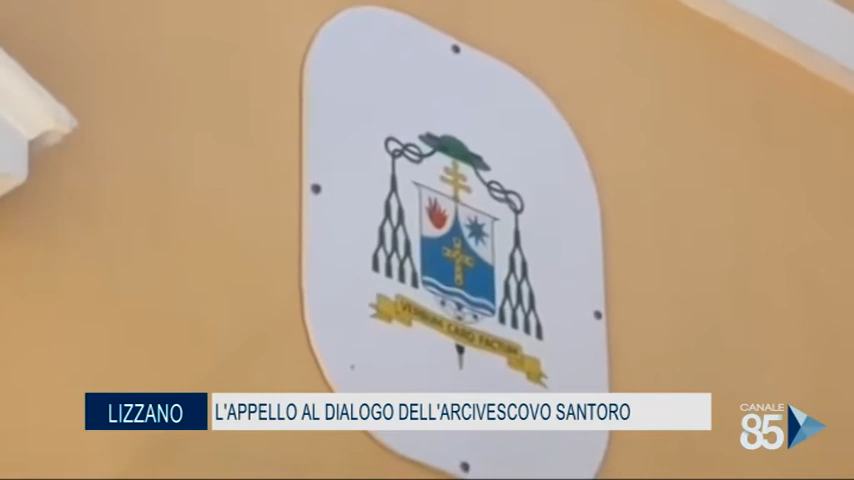 VERBUM CARO FACTUM
LIZZANO
L'APPELLO AL DIALOGO DELL'ARCIVESCOVO SANTORO
CANALE
85